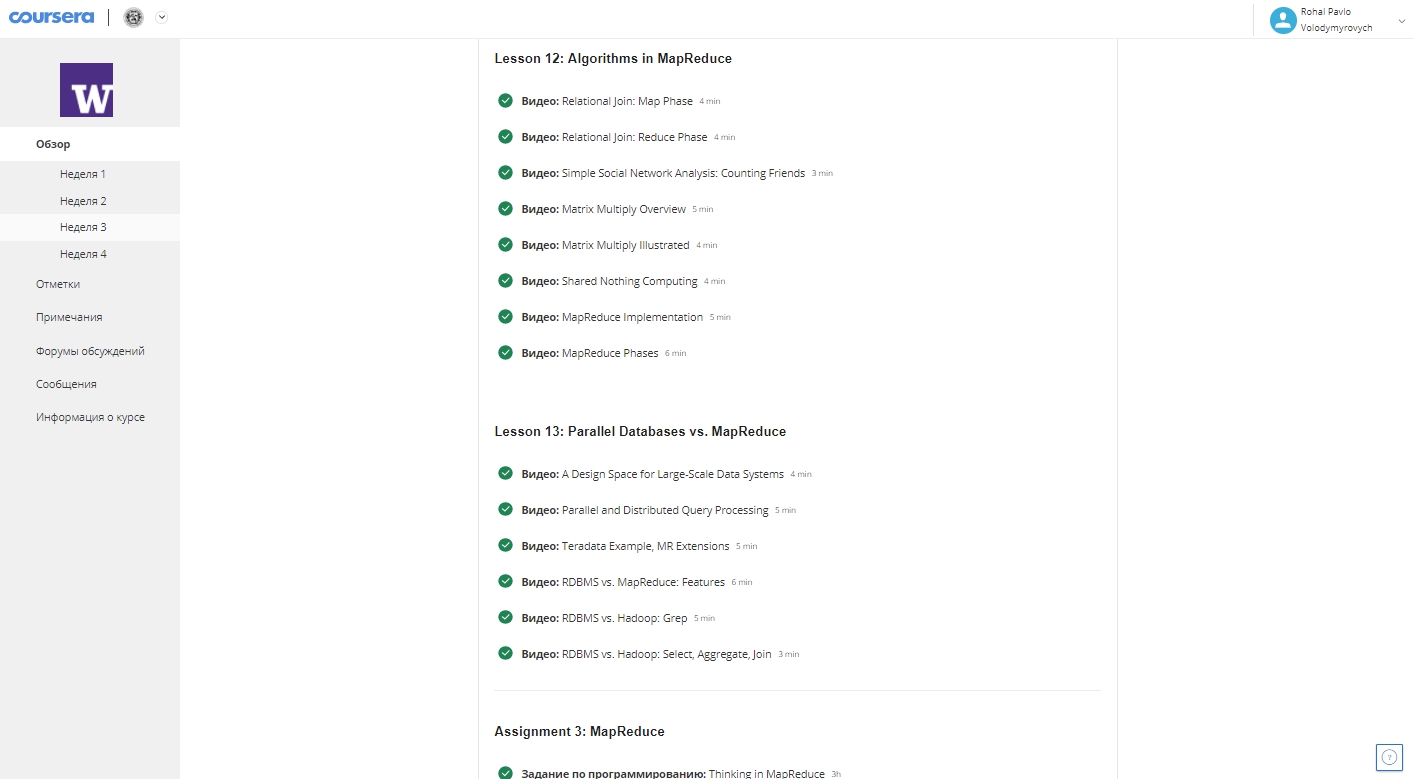 coursera
Rohal Pavlo
Volodymyrovych
W
Обзор
Неделя 1
Неделя 2
Неделя 3
Неделя 4
Отметки
Примечания
Форумы обсуждений
Сообщения
Информация о курсе
Lesson 12: Algorithms in MapReduce
Видео: Relational Join: Map Phase 4 min
Видео: Relational Join: Reduce Phase 4 min
Видео: Simple Social Network Analysis: Counting Friends 3 min
Видео: Matrix Multiply Overview 5 min
Видео: Matrix Multiply Illustrated 4 min
Видео: Shared Nothing Computing 4 min
Видео: MapReduce Implementation 5 min
Видео: MapReduce Phases 6 min
Lesson 13: Parallel Databases vs. MapReduce
Видео: A Design Space for Large-Scale Data Systems 4 min
Видео: Parallel and Distributed Query Processing 5 min
Видео: Teradata Example, MR Extensions 5 min
Видео: RDBMS vs. MapReduce: Features 6 min
Видео: RDBMS vs. Hadoop: Grep 5 min
Видео: RDBMS vs. Hadoop: Select, Aggregate, Join 3 min
Assignment 3: MapReduce
Задание по программированию: Thinking in MapReduce 3h
?